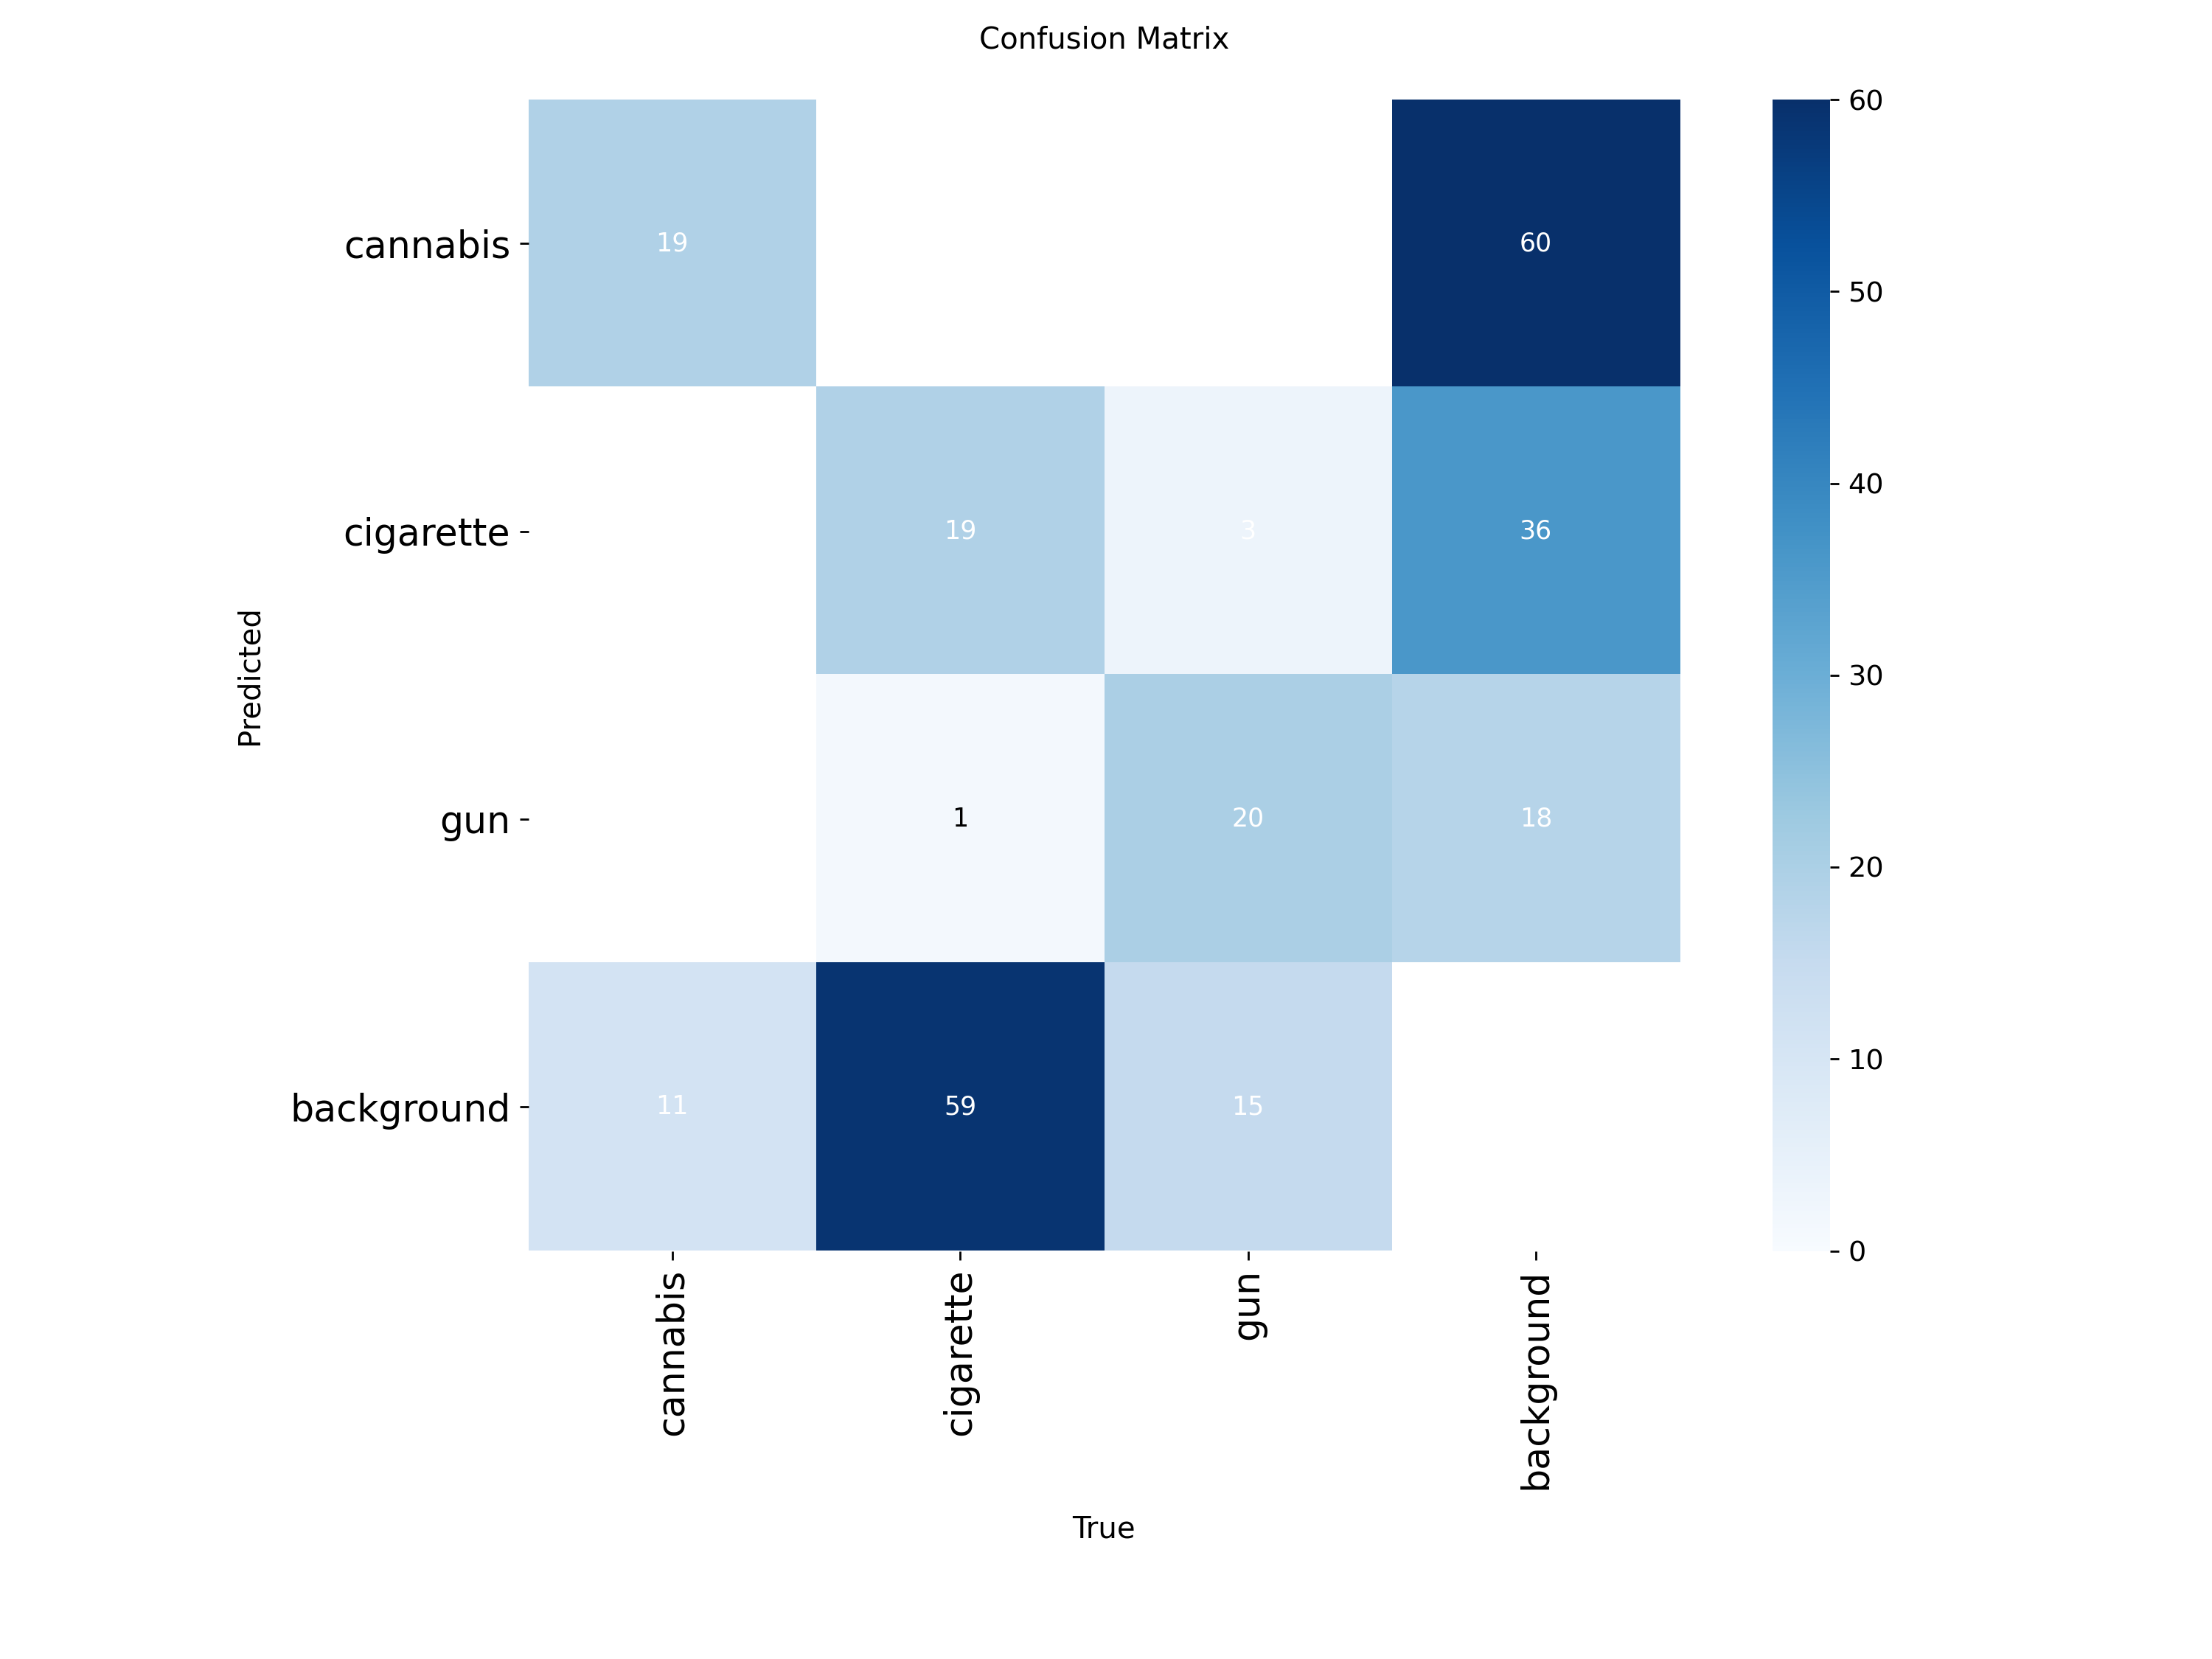 Confusion Matrix
cannabis
19
60
cigarette
19
3
36
gun
1
20
18
background
11
59
15
Predicted
cannabis
cigarette
gun
background
True
60
50
40
30
20
10
0